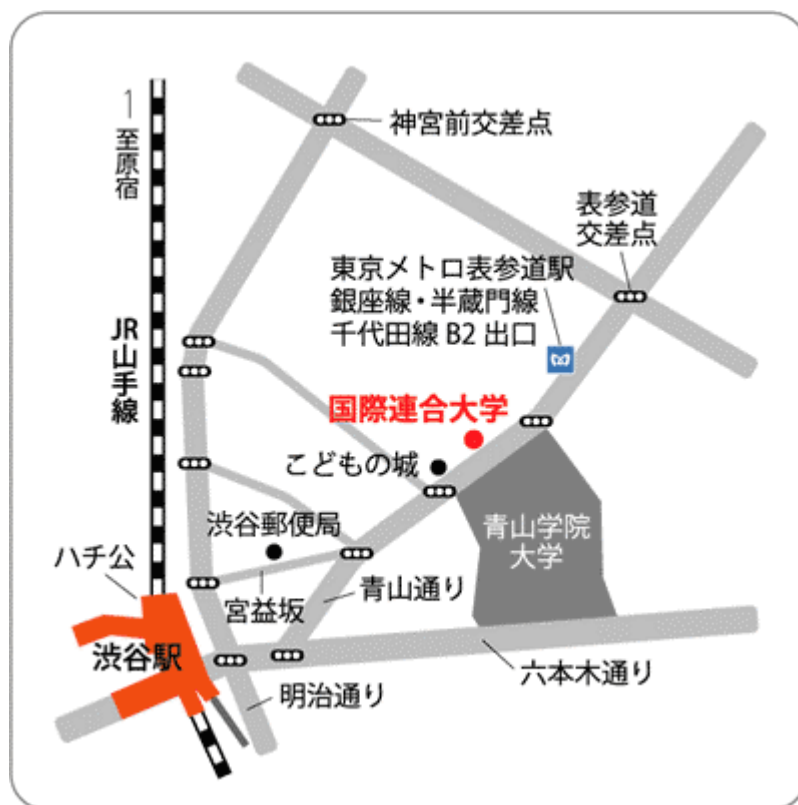 神宮前交差点
至原宿
表参道
交差点
東京メトロ表参道駅
銀座線・半蔵門線
千代田線 B2 出口
JR山手線
国際連合大学
こどもの城
渋谷郵便局
青山学院
大学
ハチ公
宮益坂
青山通り
渋谷駅
六本木通り
明治通り